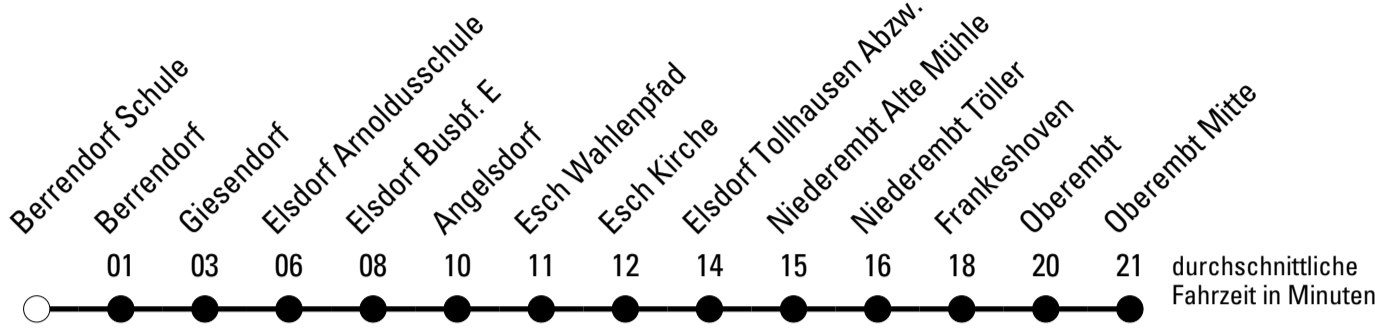 Berrendorf Schule
Berrendorf
Giesendorf
Elsdorf Arnoldusschule
Elsdorf Busbf. E
Angelsdorf
Esch Wahlenpfad
Esch Kirche
Elsdorf Tollhausen Abzw.
Niederembt Alte Mühle
Niederembt Töller
Frankeshoven
Oberembt
Oberembt Mitte
01 03 06 08 10 11 12 14 15 16 18 20 21
durchschnittliche
Fahrzeit in Minuten